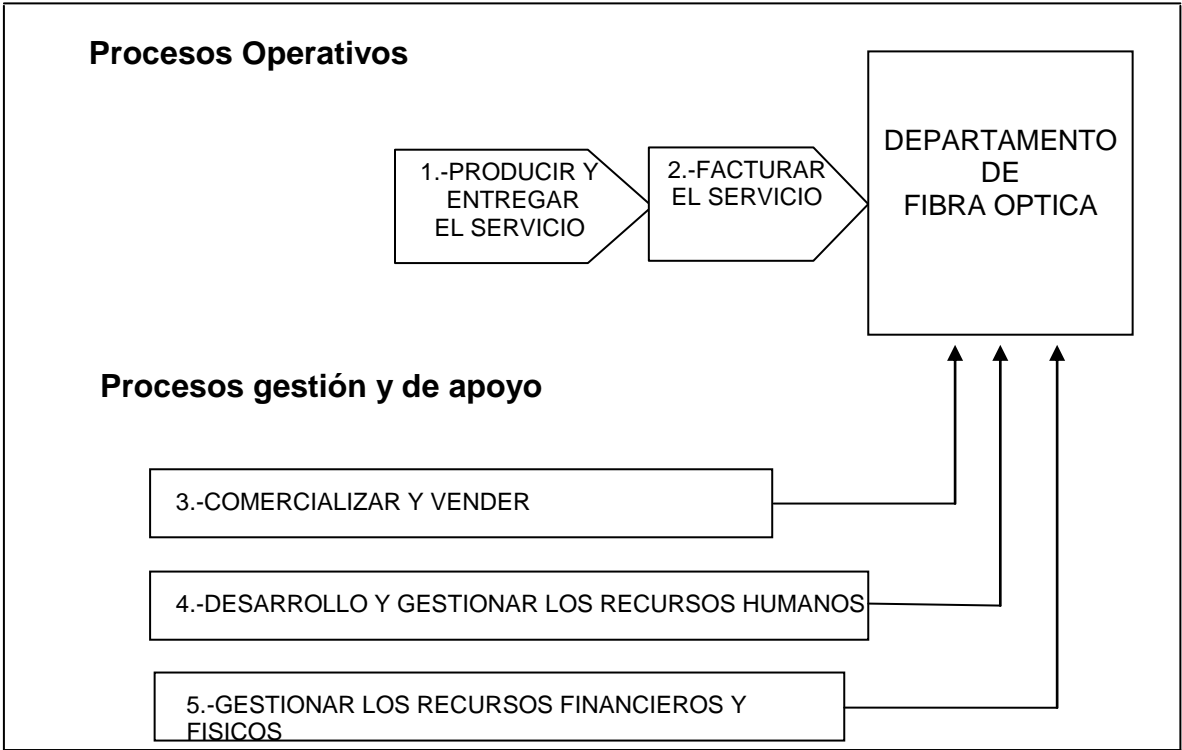 Procesos Operativos
1.-PRODUCIR Y
ENTREGAR
EL SERVICIO
2.-FACTURAR
EL SERVICIO
DEPARTAMENTO
DE
FIBRA OPTICA
Procesos gestión y de apoyo
3.-COMERCIALIZAR Y VENDER
4.-DESARROLLO Y GESTIONAR LOS RECURSOS HUMANOS
5.-GESTIONAR LOS RECURSOS FINANCIEROS Y
FISICOS